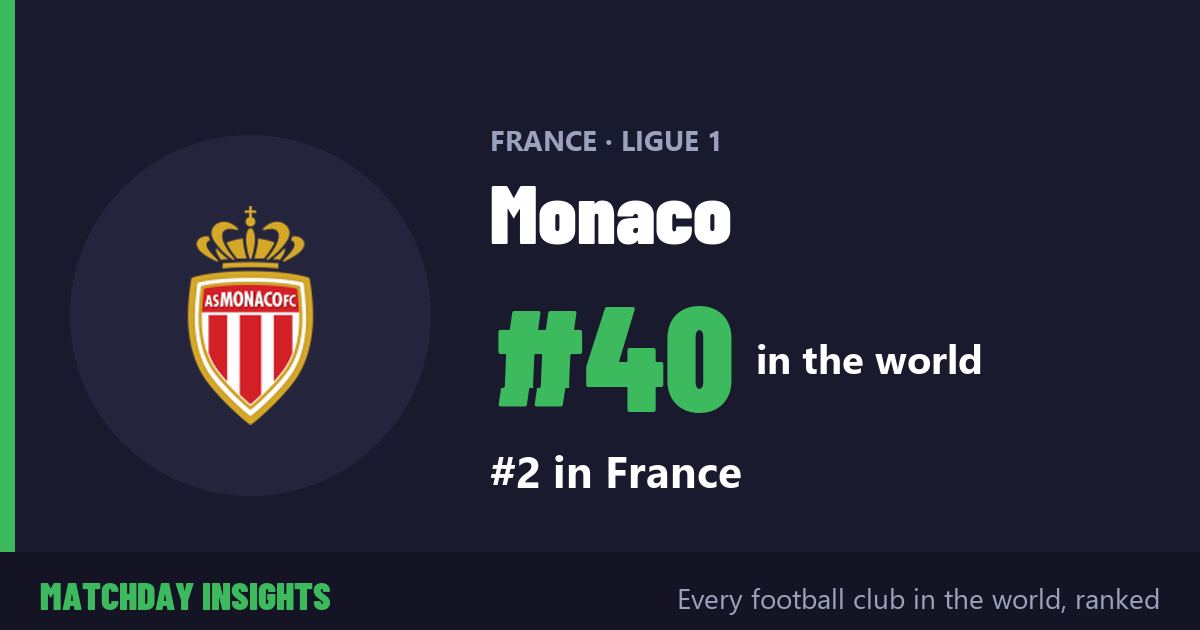 FRANCE · LIGUE 1
Monaco
ASMONACOFC
#40 in the world
#2 in France
MATCHDAY INSIGHTS
Every football club in the world, ranked